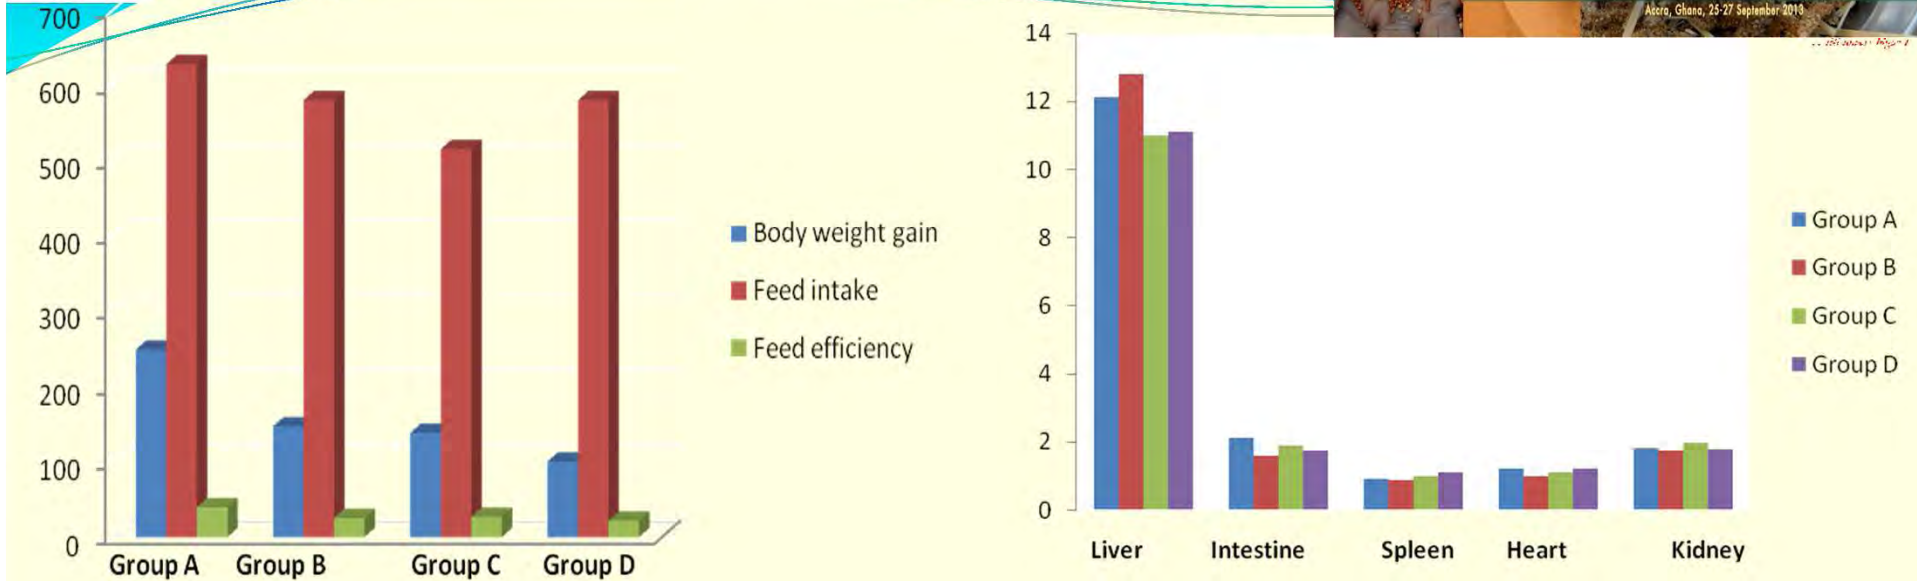 Accra, Ghana, 25-27 September 2013
700
600
500
400
300
200
100
0
Group A
Group B
Group C
Group D
Body weight gain
Feed intake
Feed efficiency
14
12
10
8
6
4
2
0
Liver
Intestine
Spleen
Heart
Kidney
Group A
Group B
Group C
Group D